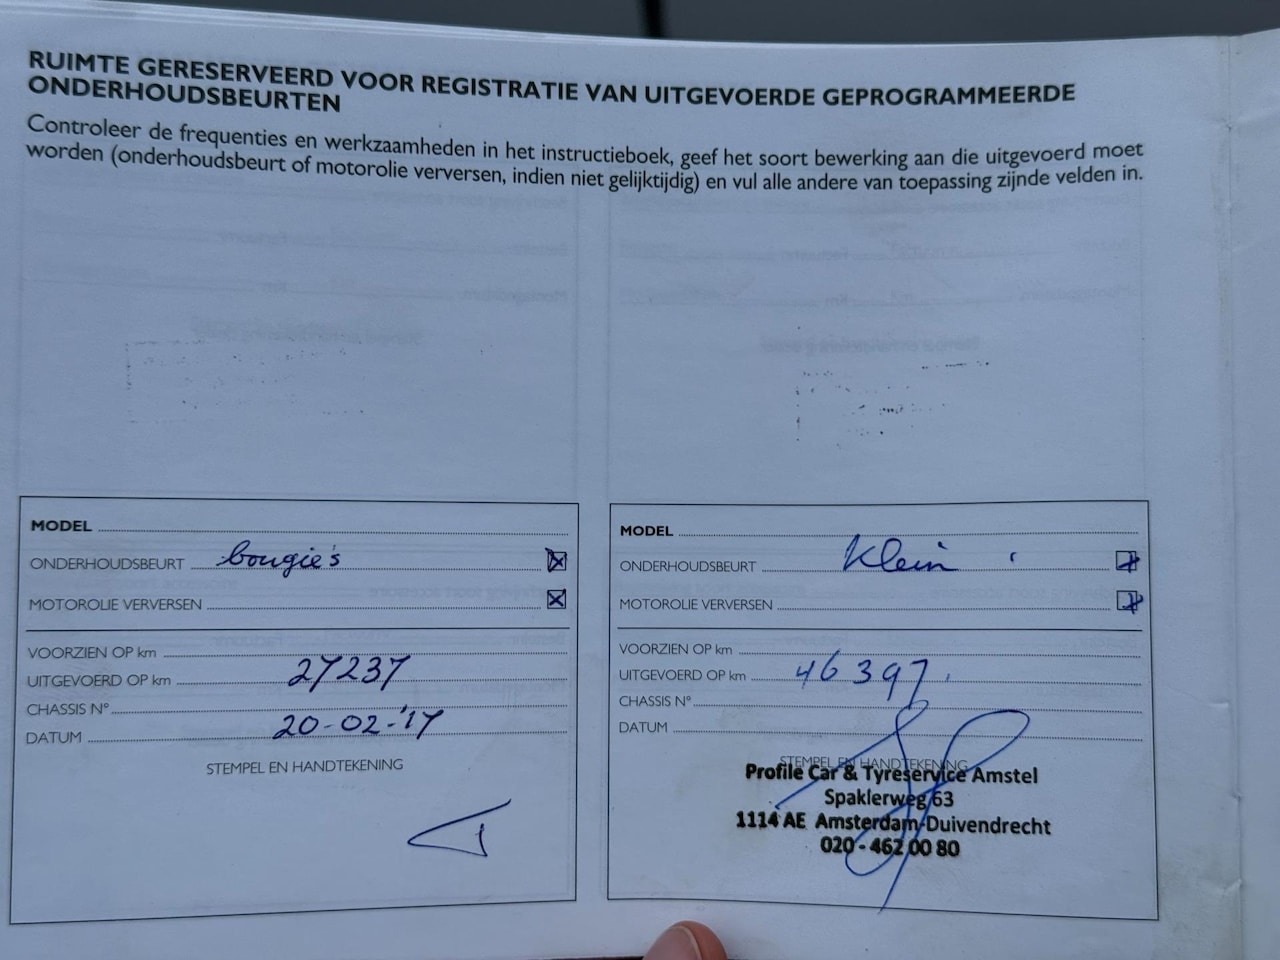 RUIMTE GERESERVEERD VOOR REGISTRATIE VAN UITGEVOERDE GEPROGRAMMEERDE
ONDERHOUDSBEURTEN
Controleer de frequenties en werkzaamheden in het instructieboek, geef het soort bewerking aan die uitgevoerd moet
worden (onderhoudsbeurt of motorolie verversen, indien niet gelijktijdig) en vul alle andere van toepassing zijnde velden in.
MODEL
ONDERHOUDSBEURT bougie's
MOTOROLIE VERVERSEN
VOORZIEN OP km
UITGEVOERD OP km 27237
CHASSIS N°
DATUM 20-02-'17
STEMPEL EN HANDTEKENING
MODEL
ONDERHOUDSBEURT Klein
MOTOROLIE VERVERSEN
VOORZIEN OP km
UITGEVOERD OP km 46397
CHASSIS N°
DATUM
STEMPEL EN HANDTEKENING
Profile Car & Tyreservice Amstel
Spaklerweg 63
1114 AE Amsterdam-Duivendrecht
020-462 00 80